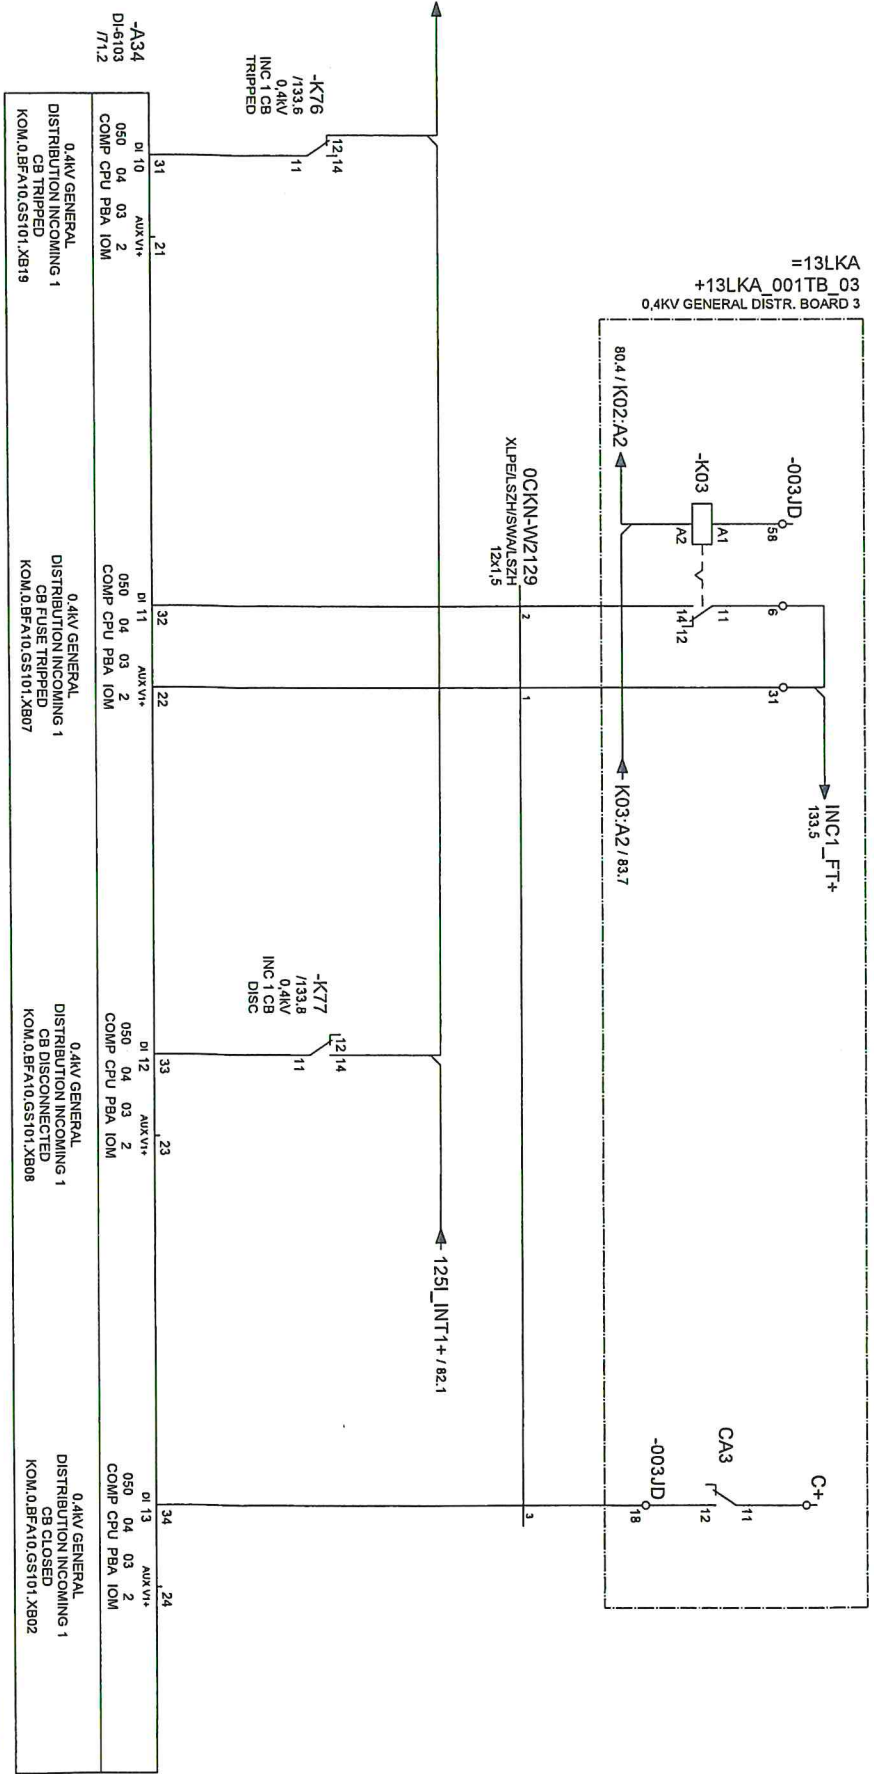 =13LKA
+13LKA_001TB_03
0,4KV GENERAL DISTR. BOARD 3
-003JD
58
A1
A2
-K03
80.4 / K02:A2
6
11
14
12
31
INC1_FT+
133.5
K03:A2 / 83.7
C+
CA3
11
12
-003JD
18
0CKN-W2129
XLPE/LSZH/SWA/LSZH
12x1,5
2
1
3
125I_INT1+ / 82.1
-K76
/133.6
0,4kV
INC 1 CB
TRIPPED
12
14
11
-K77
/133.8
0,4kV
INC 1 CB
DISC
12
14
11
-A34
DI-6103
/71.2
31
21
DI 10
AUXV1+
050 04 03 2
COMP CPU PBA IOM
0.4KV GENERAL
DISTRIBUTION INCOMING 1
CB TRIPPED
KOM.0.BFA10.GS101.XB19
32
22
DI 11
AUXV1+
050 04 03 2
COMP CPU PBA IOM
0.4KV GENERAL
DISTRIBUTION INCOMING 1
CB FUSE TRIPPED
KOM.0.BFA10.GS101.XB07
33
23
DI 12
AUXV1+
050 04 03 2
COMP CPU PBA IOM
0.4KV GENERAL
DISTRIBUTION INCOMING 1
CB DISCONNECTED
KOM.0.BFA10.GS101.XB08
34
24
DI 13
AUXV1+
050 04 03 2
COMP CPU PBA IOM
0.4KV GENERAL
DISTRIBUTION INCOMING 1
CB CLOSED
KOM.0.BFA10.GS101.XB02